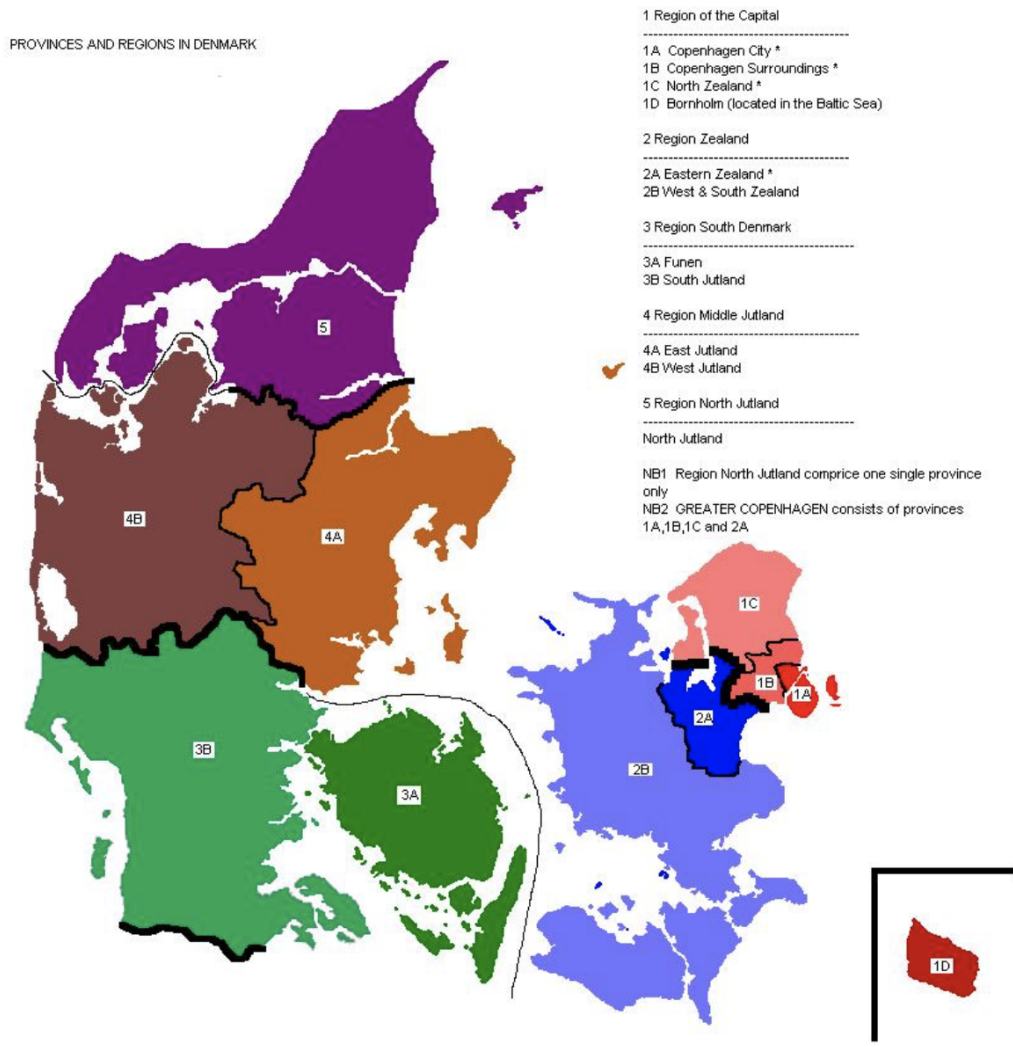 PROVINCES AND REGIONS IN DENMARK
1 Region of the Capital
----------------------------------------
1A Copenhagen City *
1B Copenhagen Surroundings *
1C North Zealand *
1D Bornholm (located in the Baltic Sea)
2 Region Zealand
----------------------------------------
2A Eastern Zealand *
2B West & South Zealand
3 Region South Denmark
-----------------------------------------
3A Funen
3B South Jutland
4 Region Middle Jutland
------------------------------------------
4A East Jutland
4B West Jutland
5 Region North Jutland
-----------------------------------------
North Jutland
NB1 Region North Jutland comprice one single province
only
NB2 GREATER COPENHAGEN consists of provinces
1A,1B,1C and 2A
5
4B
4A
1C
1B
1A
2A
3B
2B
3A
1D